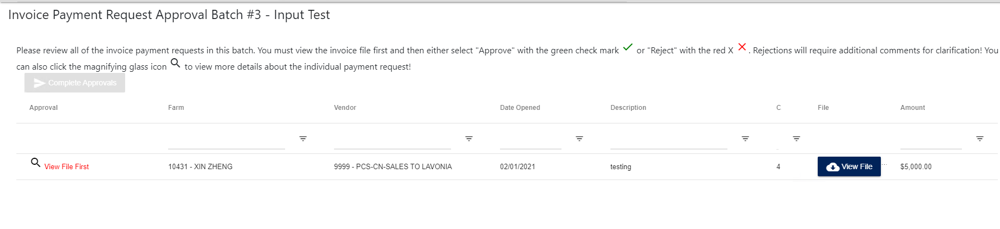 Invoice Payment Request Approval Batch #3 - Input Test
Please review all of the invoice payment requests in this batch. You must view the invoice file first and then either select "Approve" with the green check mark or "Reject" with the red X . Rejections will require additional comments for clarification! You
can also click the magnifying glass icon to view more details about the individual payment request!
Complete Approvals
Approval Farm Vendor Date Opened Description C File Amount
View File First 10431 - XIN ZHENG 9999 - PCS-CN-SALES TO LAVONIA 02/01/2021 testing 4 View File ... $5,000.00